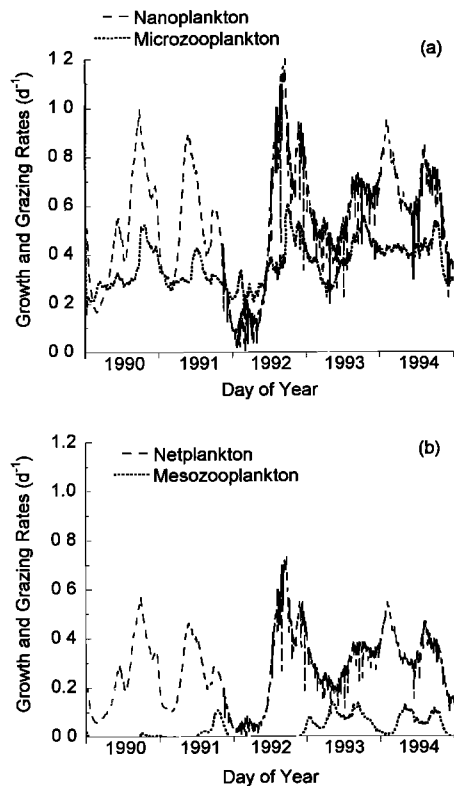 Nanoplankton
Microzooplankton
(a)
1 2
1 0
0 8
0 6
0 4
0 2
0 0
Growth and Grazing Rates (d⁻¹)
1990 1991 1992 1993 1994
Day of Year
Netplankton
Mesozooplankton
(b)
1.2
1.0
0.8
0 6
0.4
0.2
0.0
Growth and Grazing Rates (d⁻¹)
1990 1991 1992 1993 1994
Day of Year